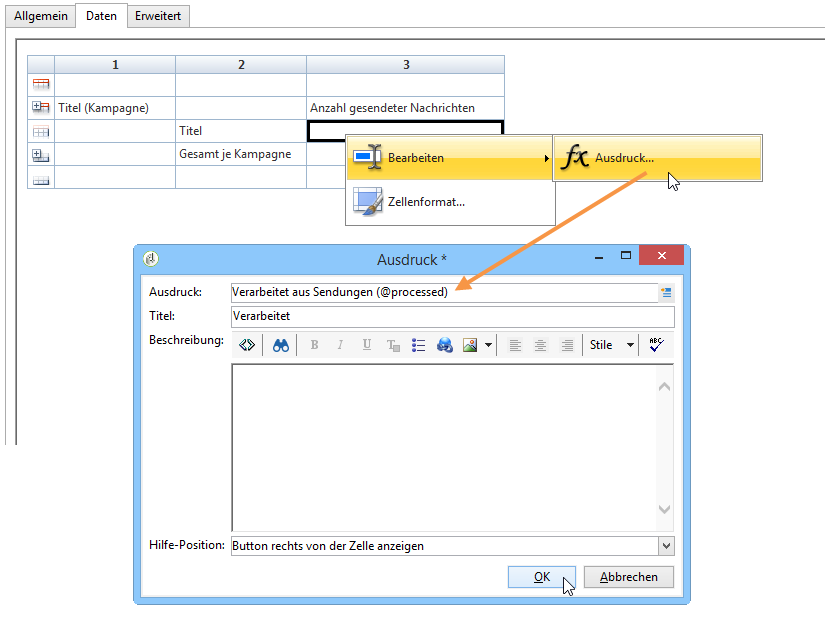 Allgemein Daten Erweitert
1 2 3
Titel (Kampagne) Anzahl gesendeter Nachrichten
Titel
Gesamt je Kampagne
Bearbeiten
fx Ausdruck...
Zellenformat...
Ausdruck *
Ausdruck: Verarbeitet aus Sendungen (@processed)
Titel: Verarbeitet
Beschreibung: B I U T Stile ABC
Hilfe-Position: Button rechts von der Zelle anzeigen
OK Abbrechen